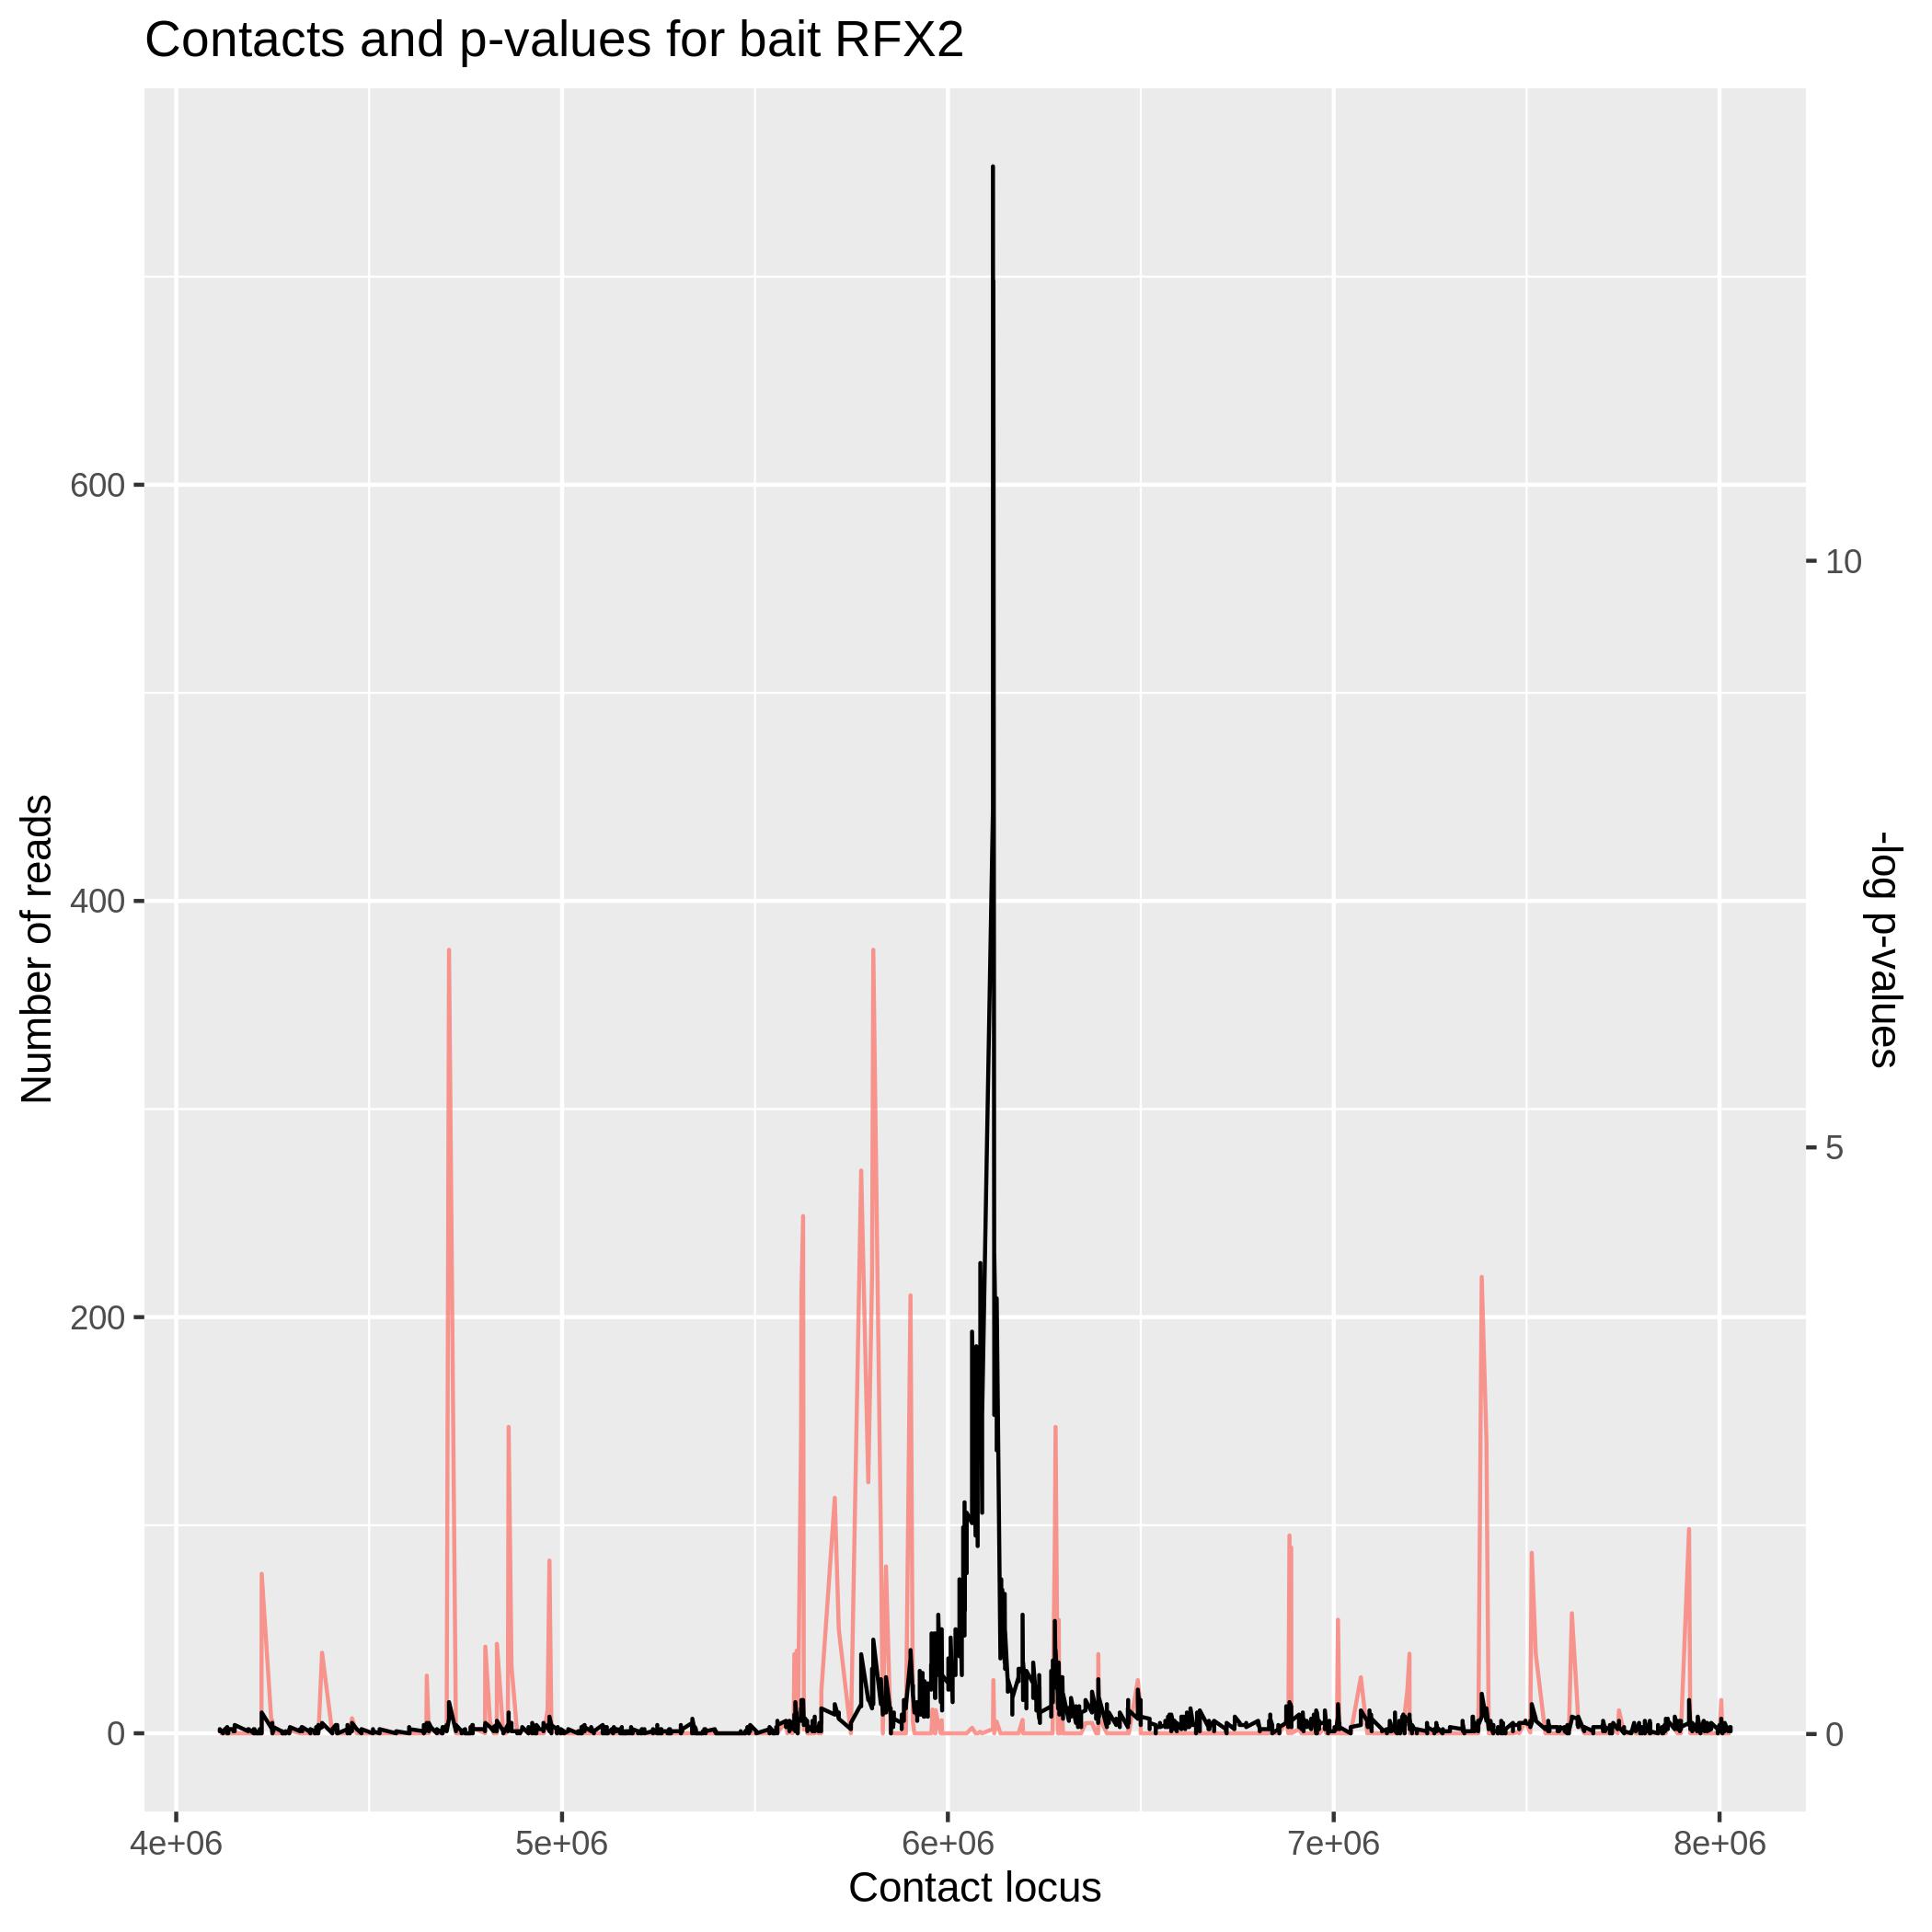 Contacts and p-values for bait RFX2
Number of reads
600
400
200
0
10
5
0
-log p-values
4e+06
5e+06
6e+06
7e+06
8e+06
Contact locus